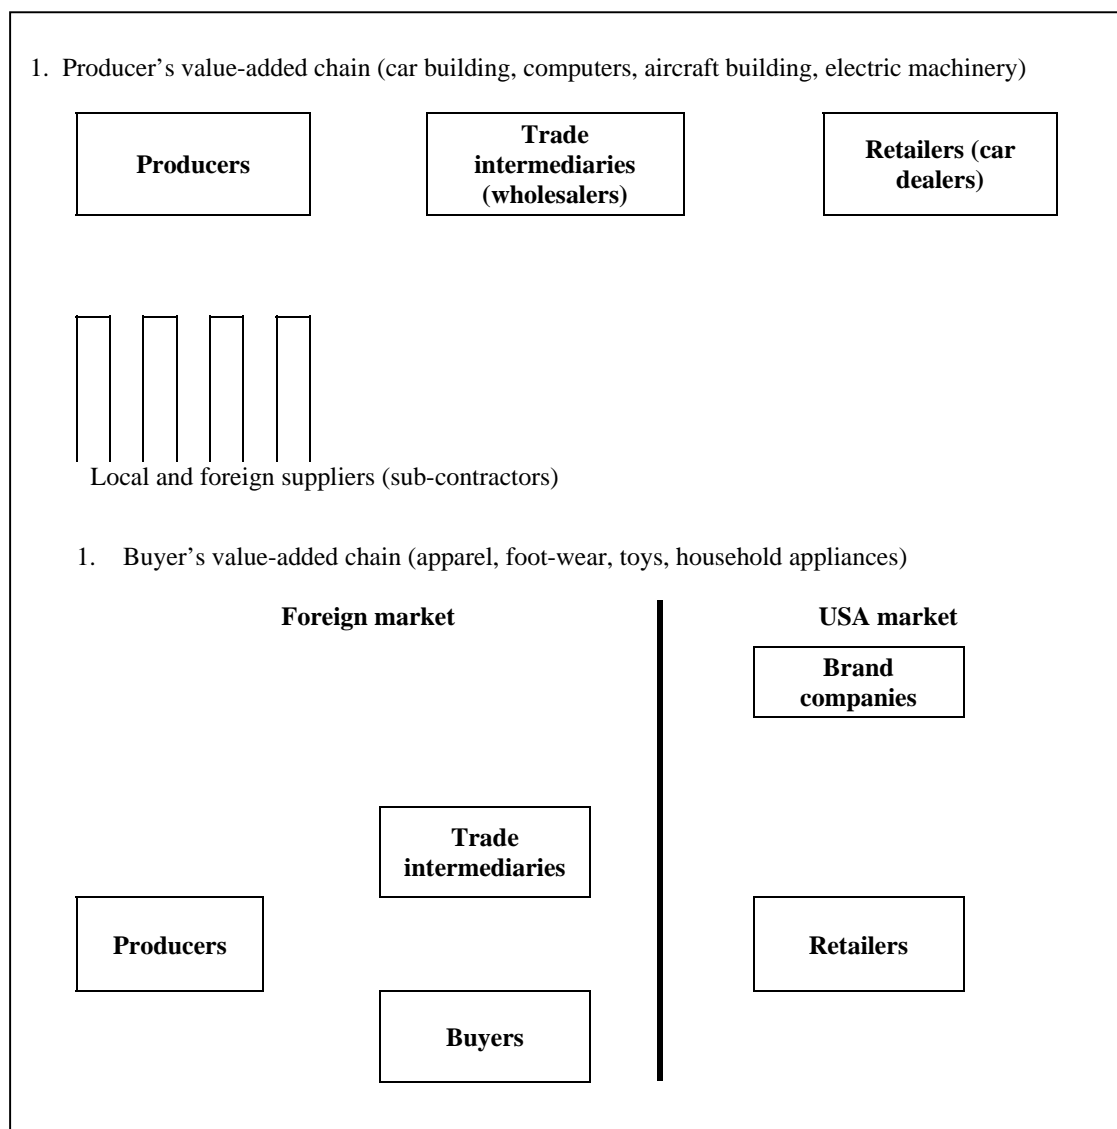 1. Producer’s value-added chain (car building, computers, aircraft building, electric machinery)
Producers
Trade
intermediaries
(wholesalers)
Retailers (car
dealers)
Local and foreign suppliers (sub-contractors)
1. Buyer’s value-added chain (apparel, foot-wear, toys, household appliances)
Foreign market
USA market
Brand
companies
Trade
intermediaries
Producers
Retailers
Buyers